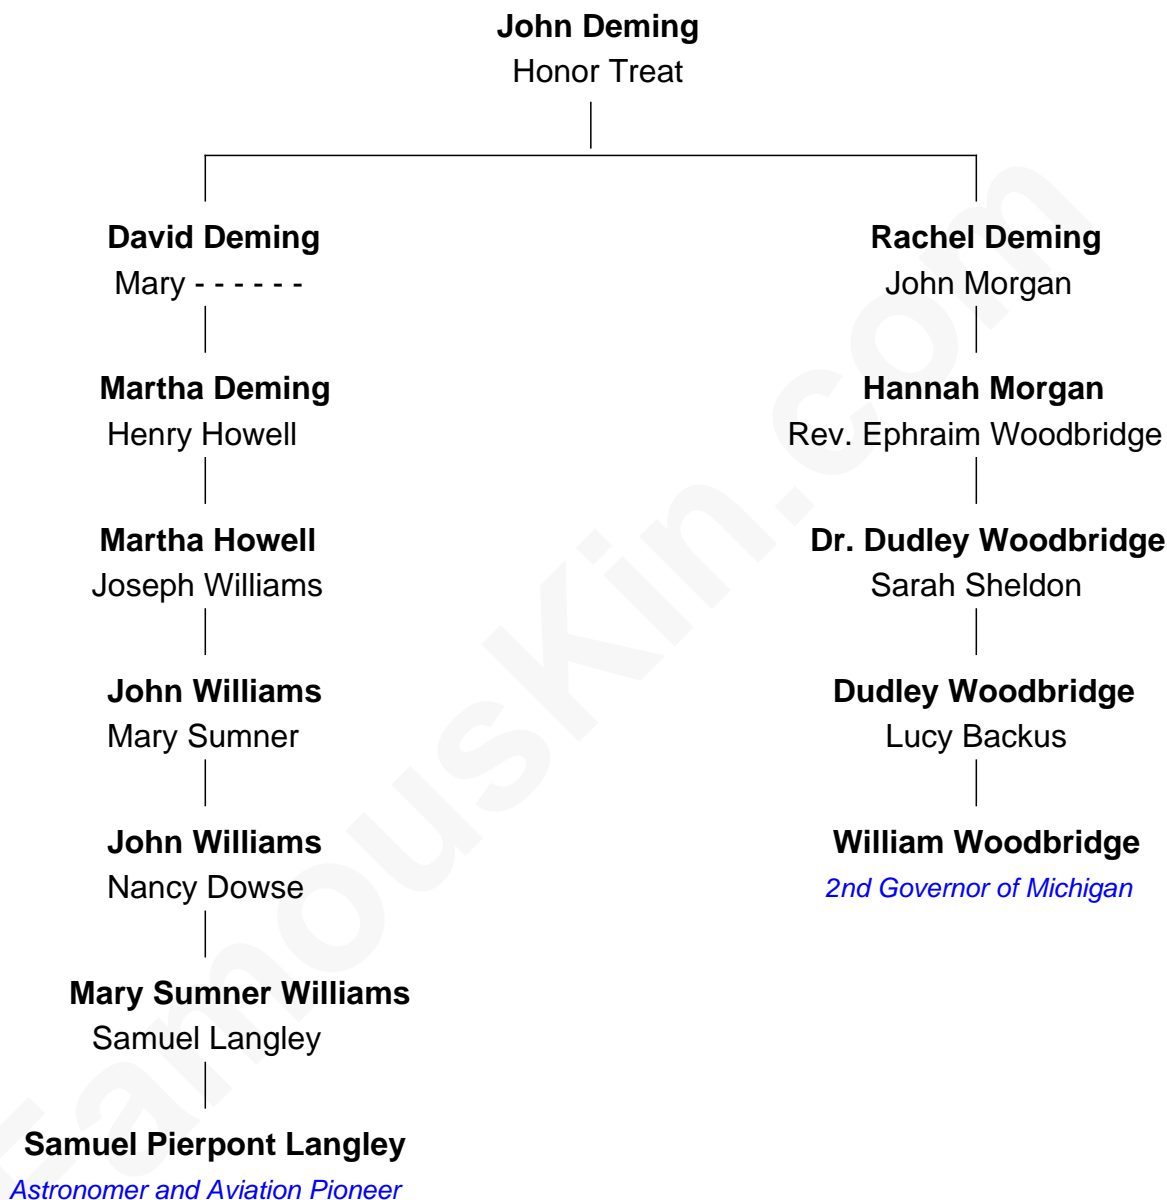 John Deming
Honor Treat
David Deming
Mary - - - - - -
Rachel Deming
John Morgan
Martha Deming
Henry Howell
Hannah Morgan
Rev. Ephraim Woodbridge
Martha Howell
Joseph Williams
Dr. Dudley Woodbridge
Sarah Sheldon
John Williams
Mary Sumner
Dudley Woodbridge
Lucy Backus
John Williams
Nancy Dowse
William Woodbridge
2nd Governor of Michigan
Mary Sumner Williams
Samuel Langley
Samuel Pierpont Langley
Astronomer and Aviation Pioneer
FamousKin.com